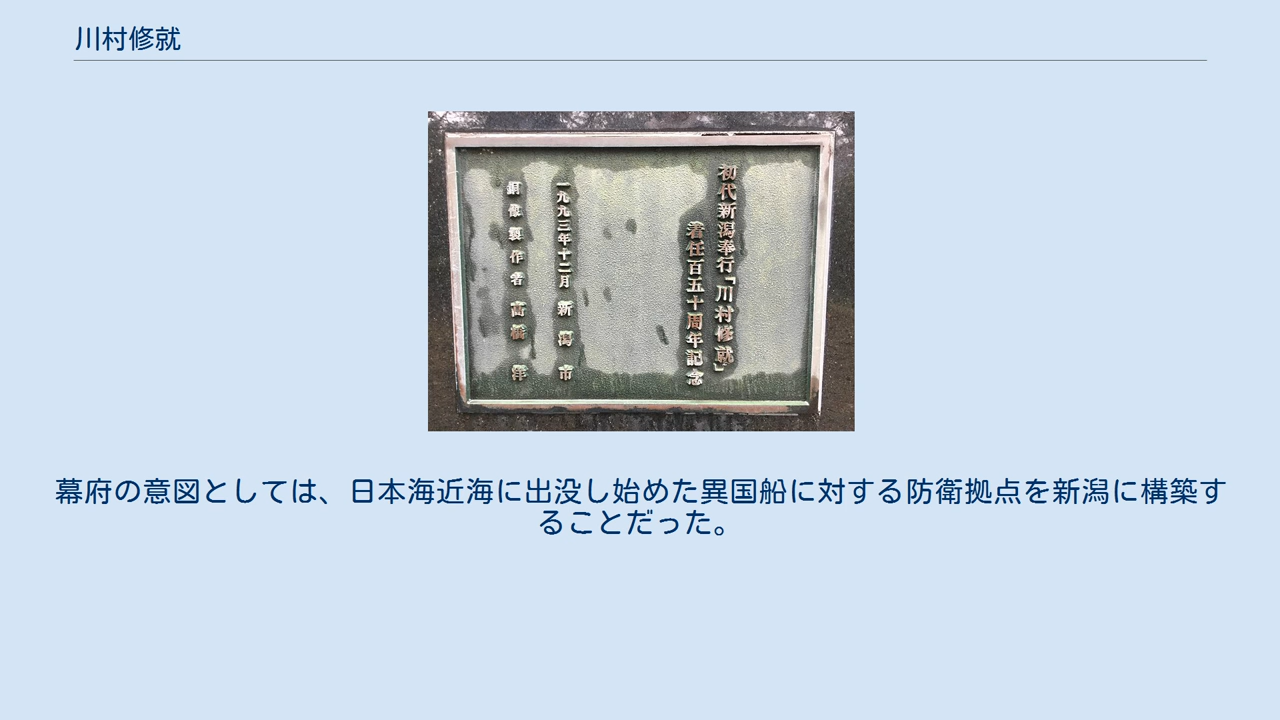 川村修就
初代新潟奉行「川村修就」
着任百五十周年記念
一九九三年十二月 新潟市
銅像製作者 高橋洋
幕府の意図としては、日本海近海に出没し始めた異国船に対する防衛拠点を新潟に構築す
ることだった。